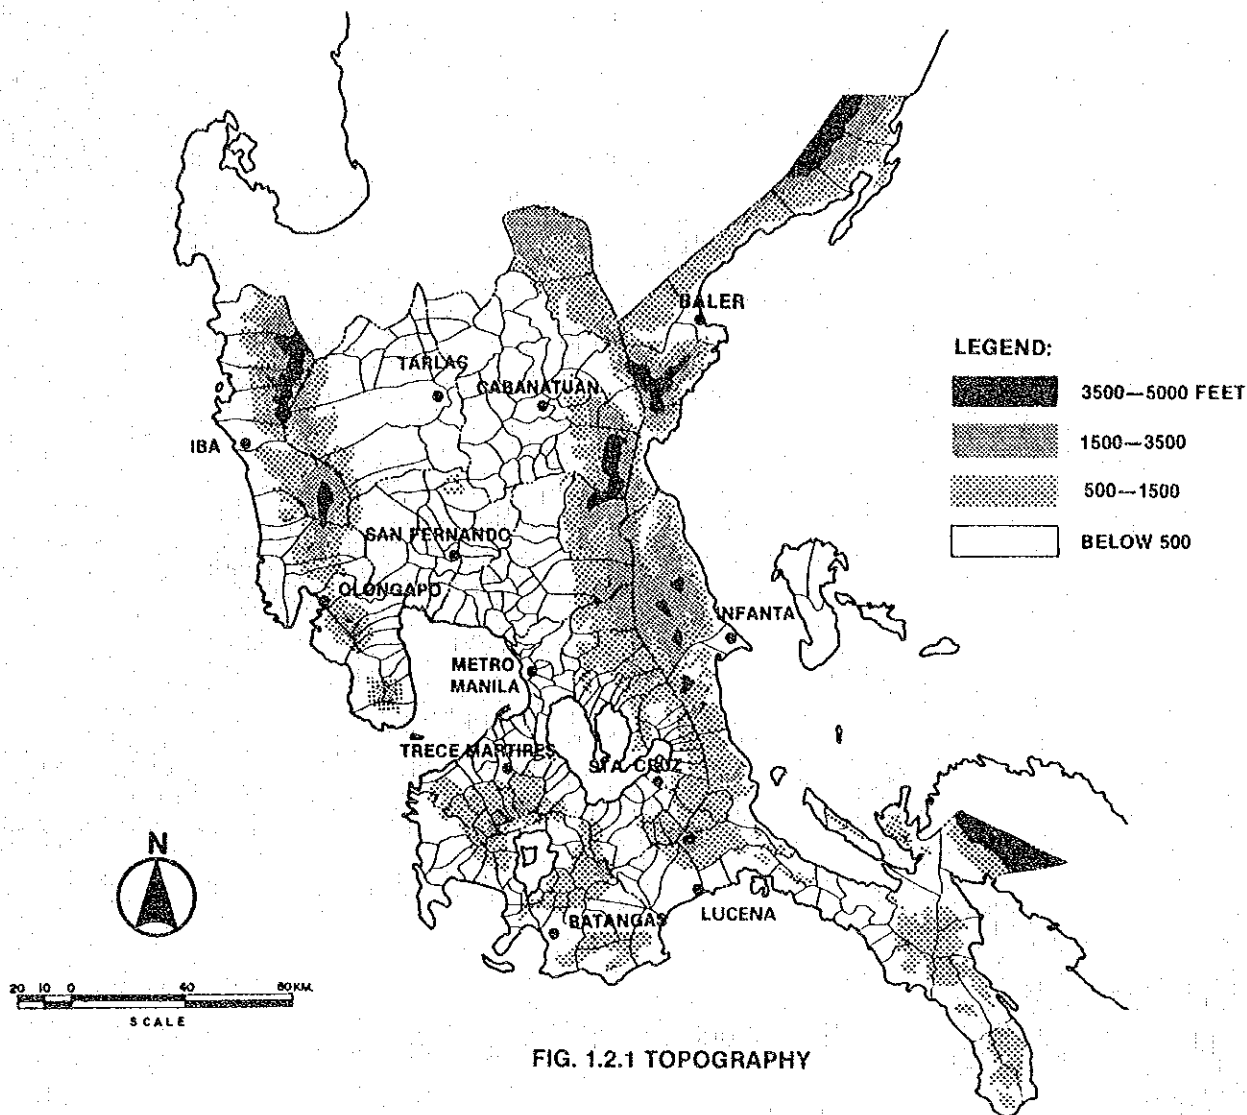 BALER
TARLAC
CABANATUAN
IBA
SAN FERNANDO
OLONGAPO
INFANTA
METRO
MANILA
TRECE MARTIRES
STA. CRUZ
LUCENA
BATANGAS
LEGEND:
3500—5000 FEET
1500—3500
500—1500
BELOW 500
N
20 10 0 40 80 KM.
SCALE
FIG. 1.2.1 TOPOGRAPHY